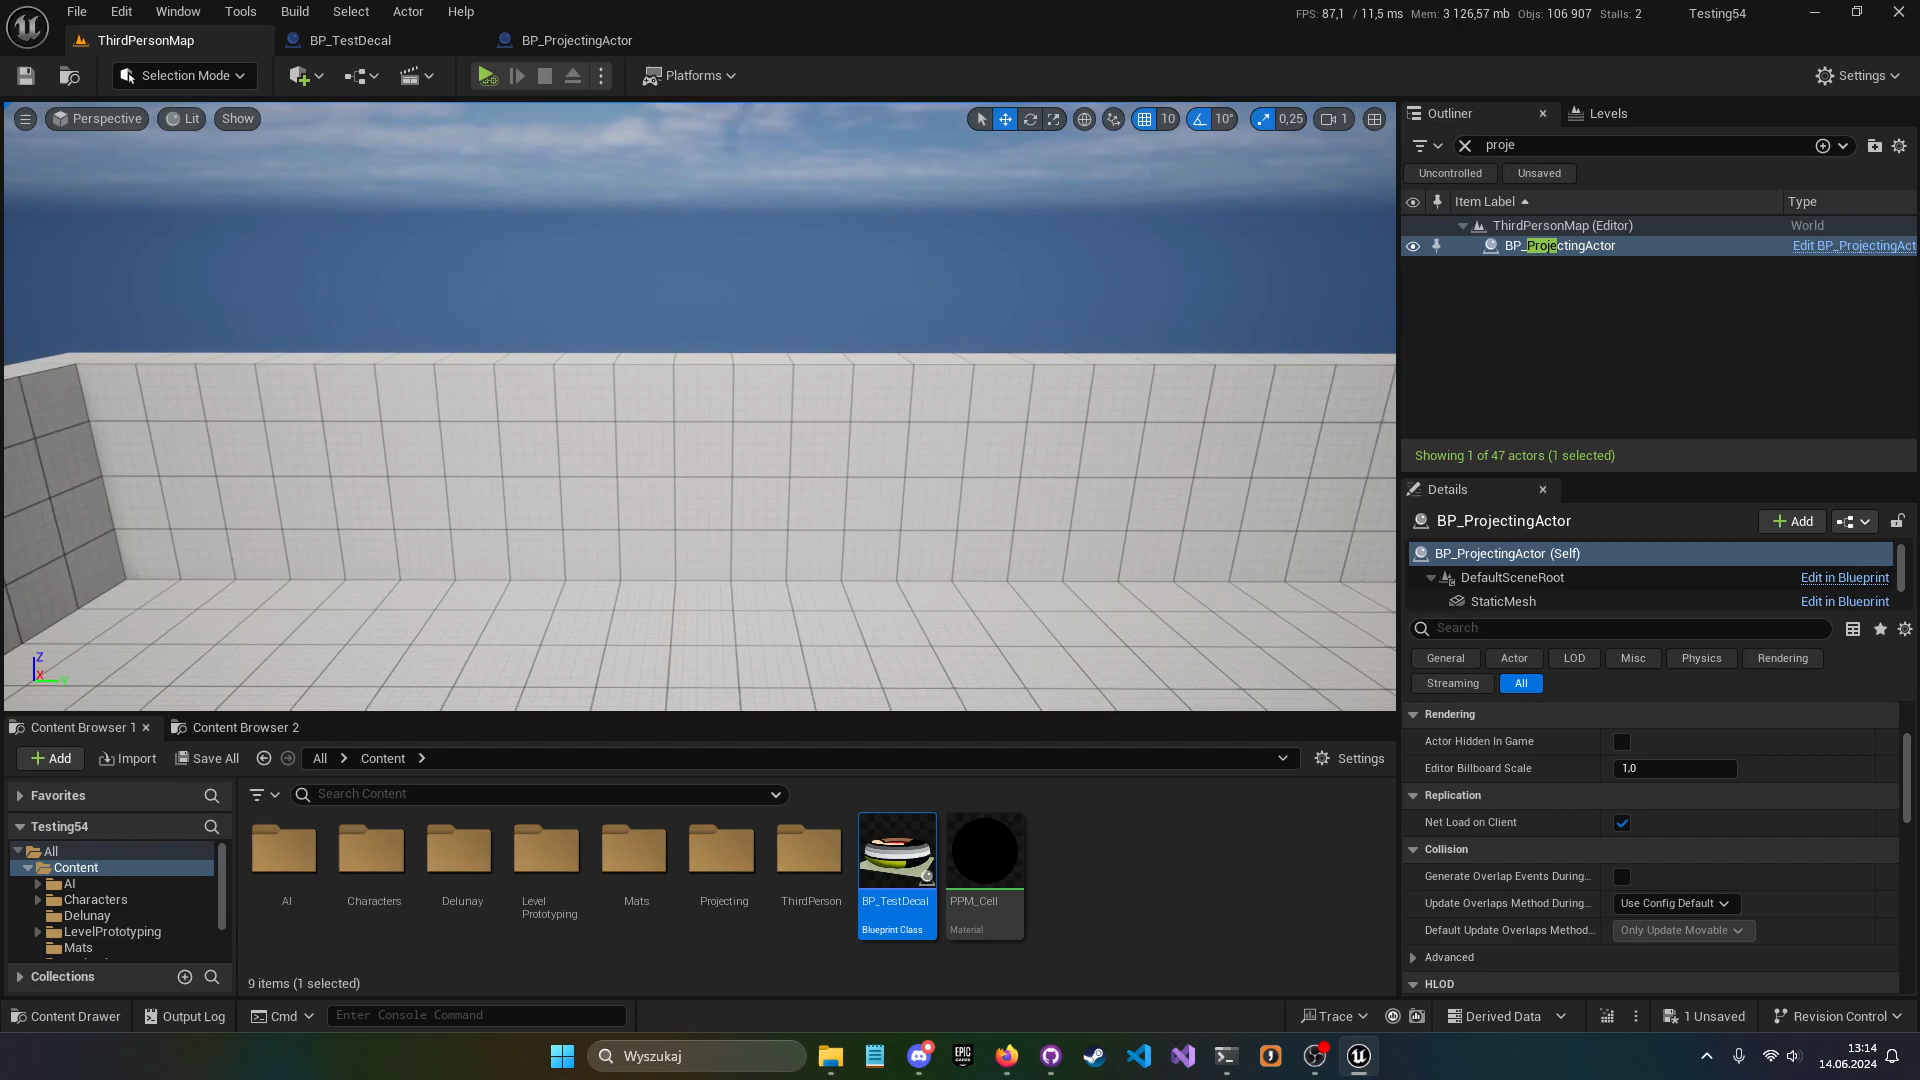 File Edit Window Tools Build Select Actor Help
FPS: 87,1 / 11,5 ms Mem: 3 126,57 mb Objs: 106 907 Stalls: 2 Testing54
ThirdPersonMap BP_TestDecal BP_ProjectingActor
Selection Mode Platforms Settings
Perspective Lit Show 10 10° 0,25 1
Outliner Levels
proje
Uncontrolled Unsaved
Item Label Type
ThirdPersonMap (Editor) World
BP_ProjectingActor Edit BP_ProjectingAct
Showing 1 of 47 actors (1 selected)
Details
BP_ProjectingActor Add
BP_ProjectingActor (Self)
DefaultSceneRoot Edit in Blueprint
StaticMesh Edit in Blueprint
Search
General Actor LOD Misc Physics Rendering
Streaming All
Rendering
Actor Hidden In Game
Editor Billboard Scale 1,0
Replication
Net Load on Client
Collision
Generate Overlap Events During...
Update Overlaps Method During... Use Config Default
Default Update Overlaps Method... Only Update Movable
Advanced
HLOD
Z
X
Y
Content Browser 1 Content Browser 2
Add Import Save All All Content Settings
Favorites
Search Content
Testing54
All
Content
AI
Characters
Delunay
LevelPrototyping
Mats
Collections
AI Characters Delunay Level Prototyping Mats Projecting ThirdPerson BP_TestDecal PPM_Cell
Blueprint Class Material
9 items (1 selected)
Content Drawer Output Log Cmd Enter Console Command Trace Derived Data 1 Unsaved Revision Control
Wyszukaj
EPIC GAMES
13:14
14.06.2024